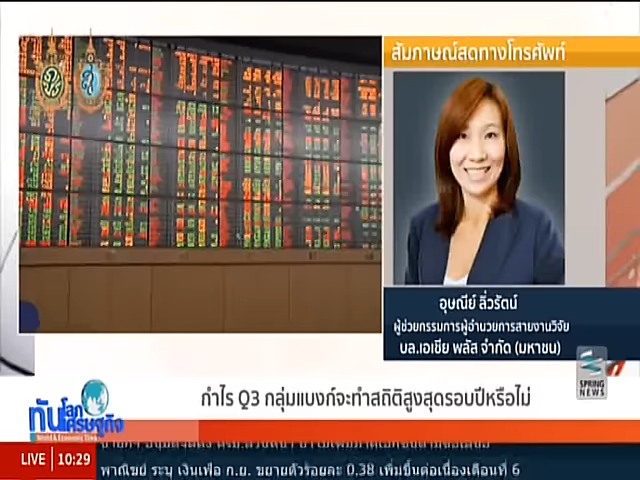 สัมภาษณ์สดทางโทรศัพท์
อุษณีย์ ลิ่วรัตน์
ผู้ช่วยกรรมการผู้อำนวยการสายงานวิจัย
บล.เอเซีย พลัส จำกัด (มหาชน)
SPRING
NEWS
กำไร Q3 กลุ่มแบงก์จะทำสถิติสูงสุดรอบปีหรือไม่
ทันโลก
เศรษฐกิจ
World & Economy Today
LIVE 10:29
พาณิชย์ ระบุ เงินเฟ้อ ก.ย. ขยายตัวร้อยละ 0.38 เพิ่มขึ้นต่อเนื่องเดือนที่ 6